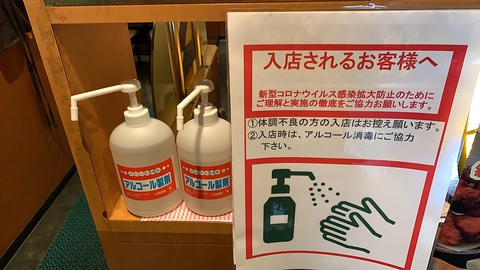 入店されるお客様へ
新型コロナウイルス感染拡大防止のために
ご理解と実施の徹底をご協力お願いします。
①体調不良の方の入店はお控え願います。
②入店時は、アルコール消毒にご協力
下さい。
アルコール製剤
アルコール製剤